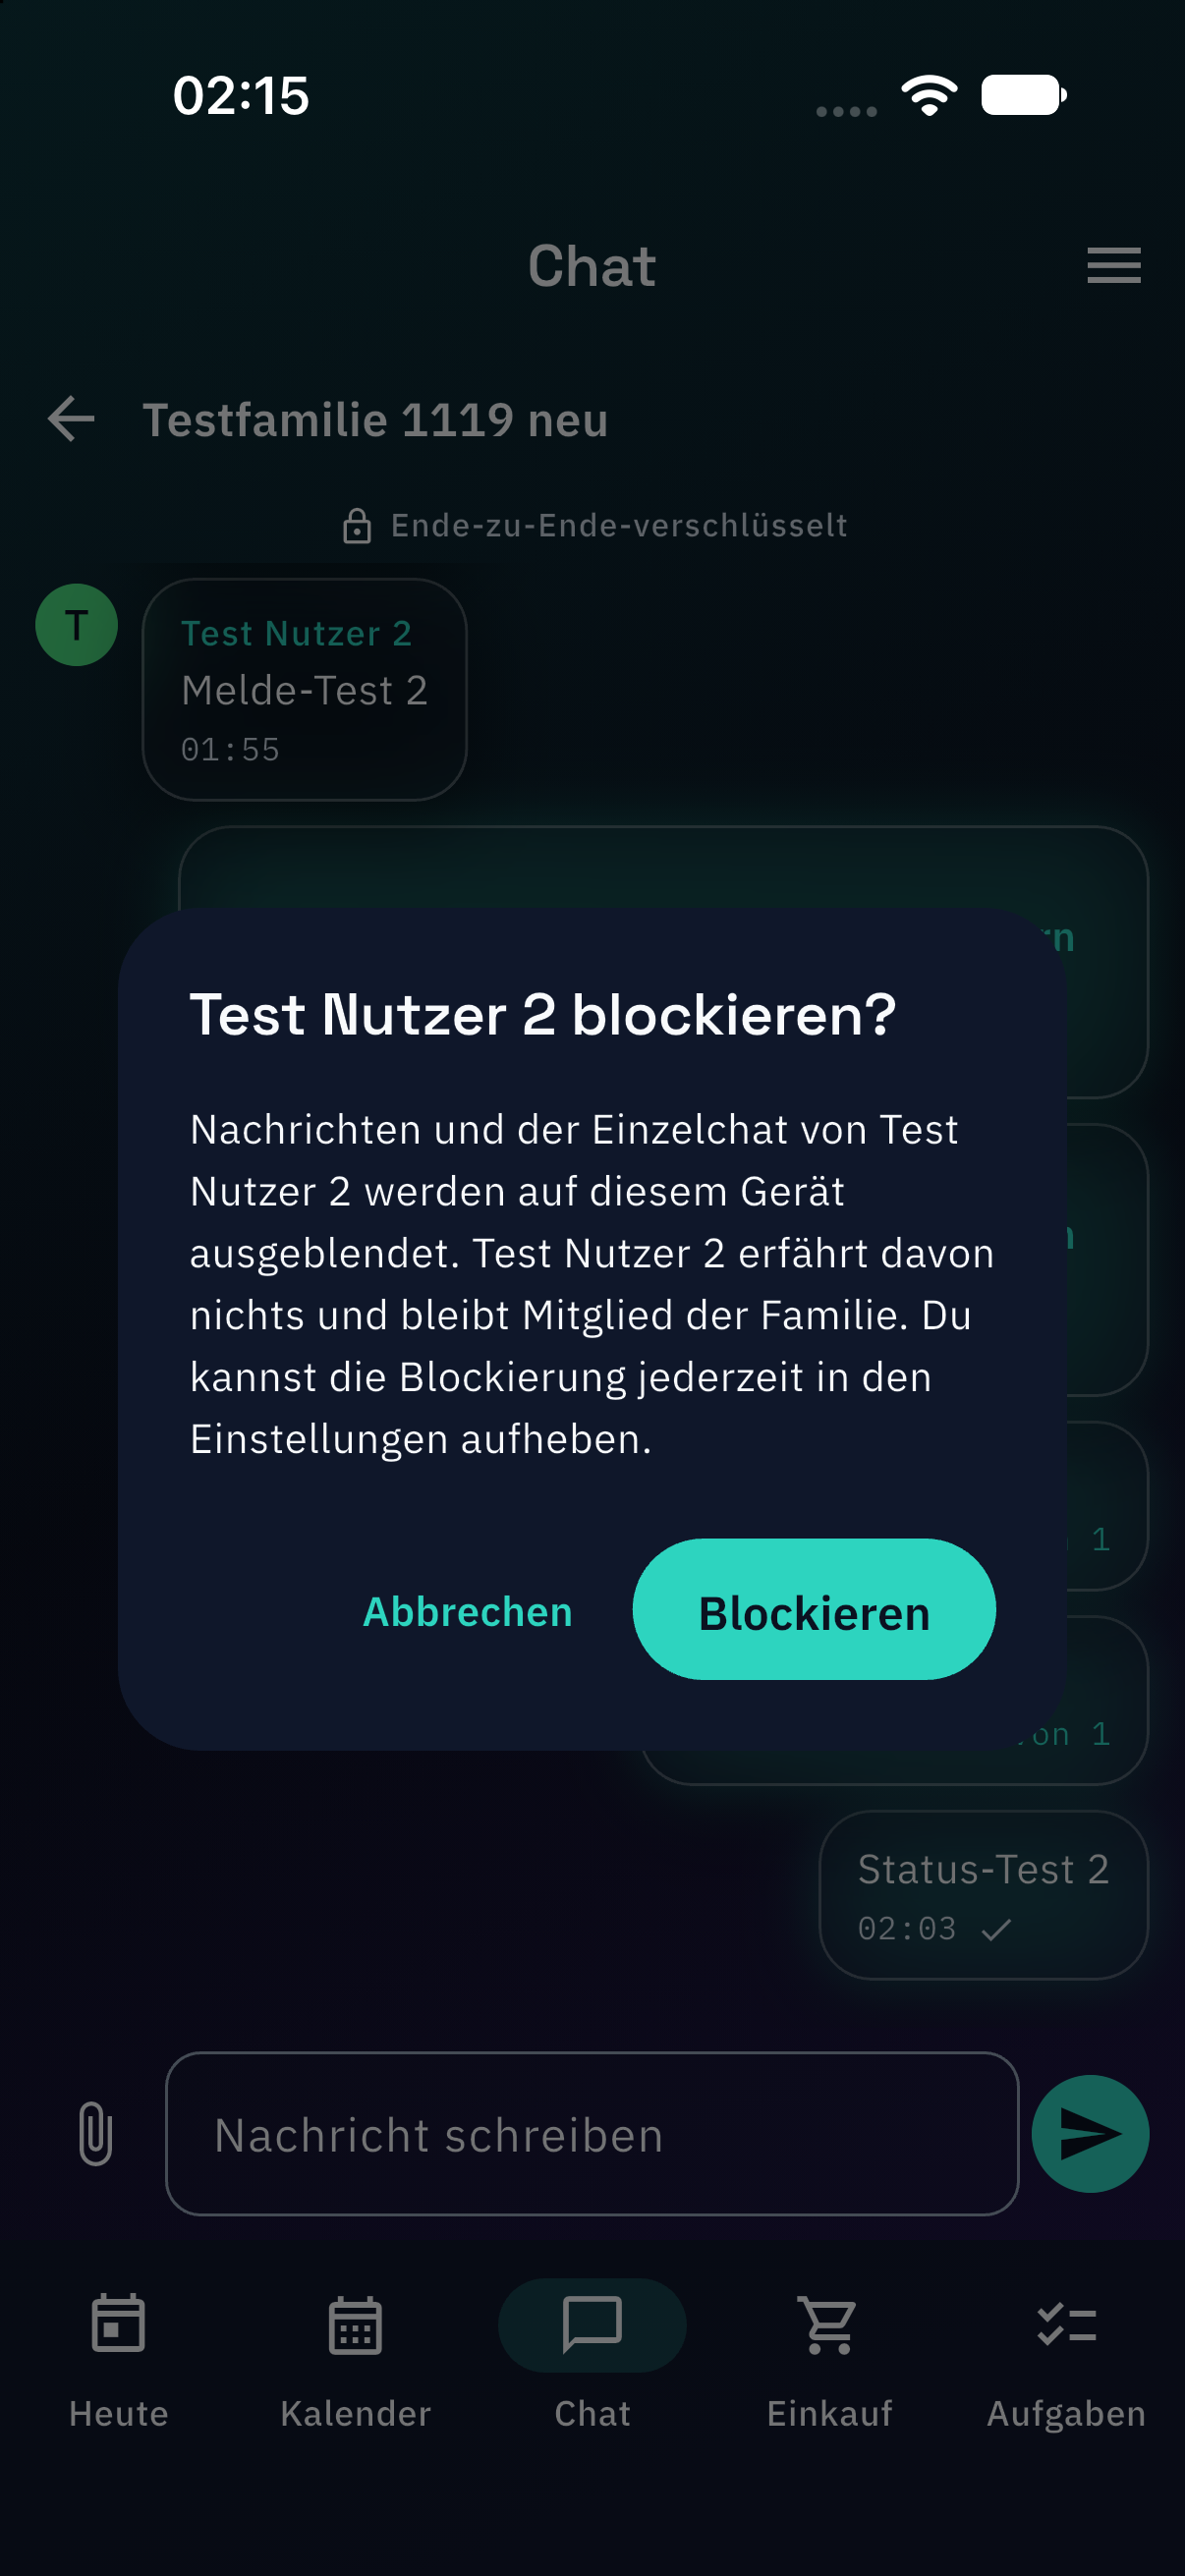 02:15
Chat
Testfamilie 1119 neu
Ende-zu-Ende-verschlüsselt
T
Test Nutzer 2
Melde-Test 2
01:55
Test Nutzer 2 blockieren?
Nachrichten und der Einzelchat von Test
Nutzer 2 werden auf diesem Gerät
ausgeblendet. Test Nutzer 2 erfährt davon
nichts und bleibt Mitglied der Familie. Du
kannst die Blockierung jederzeit in den
Einstellungen aufheben.
1
Abbrechen
Blockieren
1
Status-Test 2
02:03
Nachricht schreiben
Heute
Kalender
Chat
Einkauf
Aufgaben